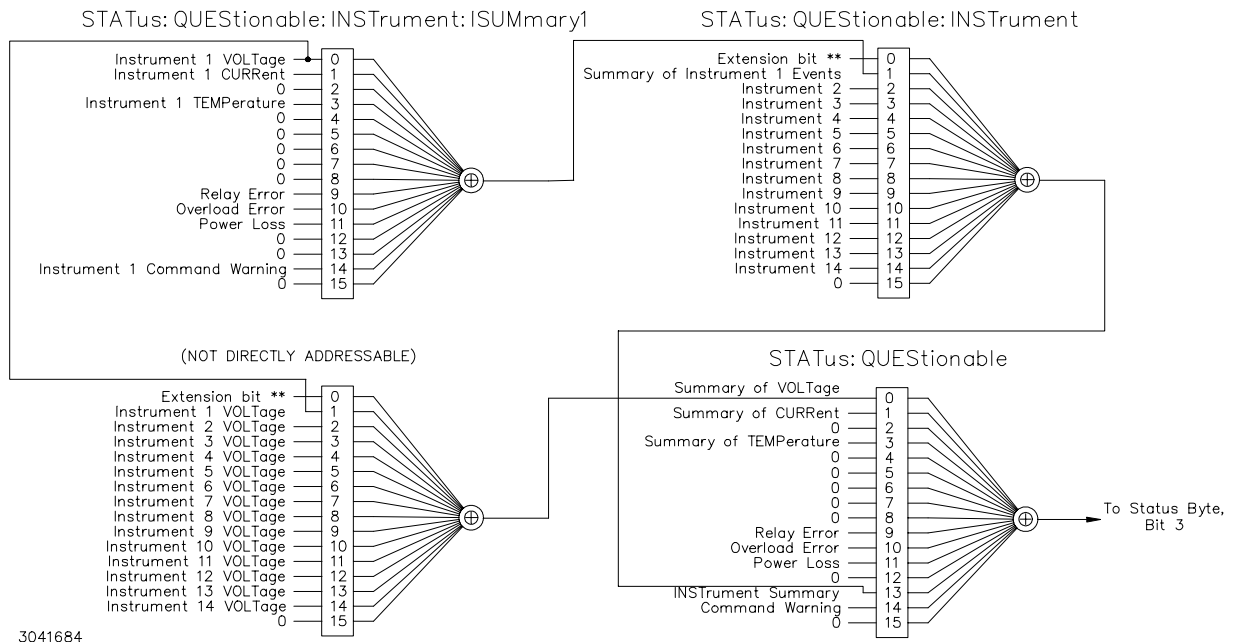 STATus: QUEStionable: INSTrument: ISUMmary1
Instrument 1 VOLTage 0
Instrument 1 CURRent 1
0 2
Instrument 1 TEMPerature 3
0 4
0 5
0 6
0 7
0 8
Relay Error 9
Overload Error 10
Power Loss 11
0 12
0 13
Instrument 1 Command Warning 14
0 15
STATus: QUEStionable: INSTrument
Extension bit ** 0
Summary of Instrument 1 Events 1
Instrument 2 2
Instrument 3 3
Instrument 4 4
Instrument 5 5
Instrument 6 6
Instrument 7 7
Instrument 8 8
Instrument 9 9
Instrument 10 10
Instrument 11 11
Instrument 12 12
Instrument 13 13
Instrument 14 14
0 15
(NOT DIRECTLY ADDRESSABLE)
Extension bit ** 0
Instrument 1 VOLTage 1
Instrument 2 VOLTage 2
Instrument 3 VOLTage 3
Instrument 4 VOLTage 4
Instrument 5 VOLTage 5
Instrument 6 VOLTage 6
Instrument 7 VOLTage 7
Instrument 8 VOLTage 8
Instrument 9 VOLTage 9
Instrument 10 VOLTage 10
Instrument 11 VOLTage 11
Instrument 12 VOLTage 12
Instrument 13 VOLTage 13
Instrument 14 VOLTage 14
0 15
STATus: QUEStionable
Summary of VOLTage 0
Summary of CURRent 1
0 2
Summary of TEMPerature 3
0 4
0 5
0 6
0 7
0 8
Relay Error 9
Overload Error 10
Power Loss 11
0 12
INSTrument Summary 13
Command Warning 14
0 15
To Status Byte,
Bit 3
3041684